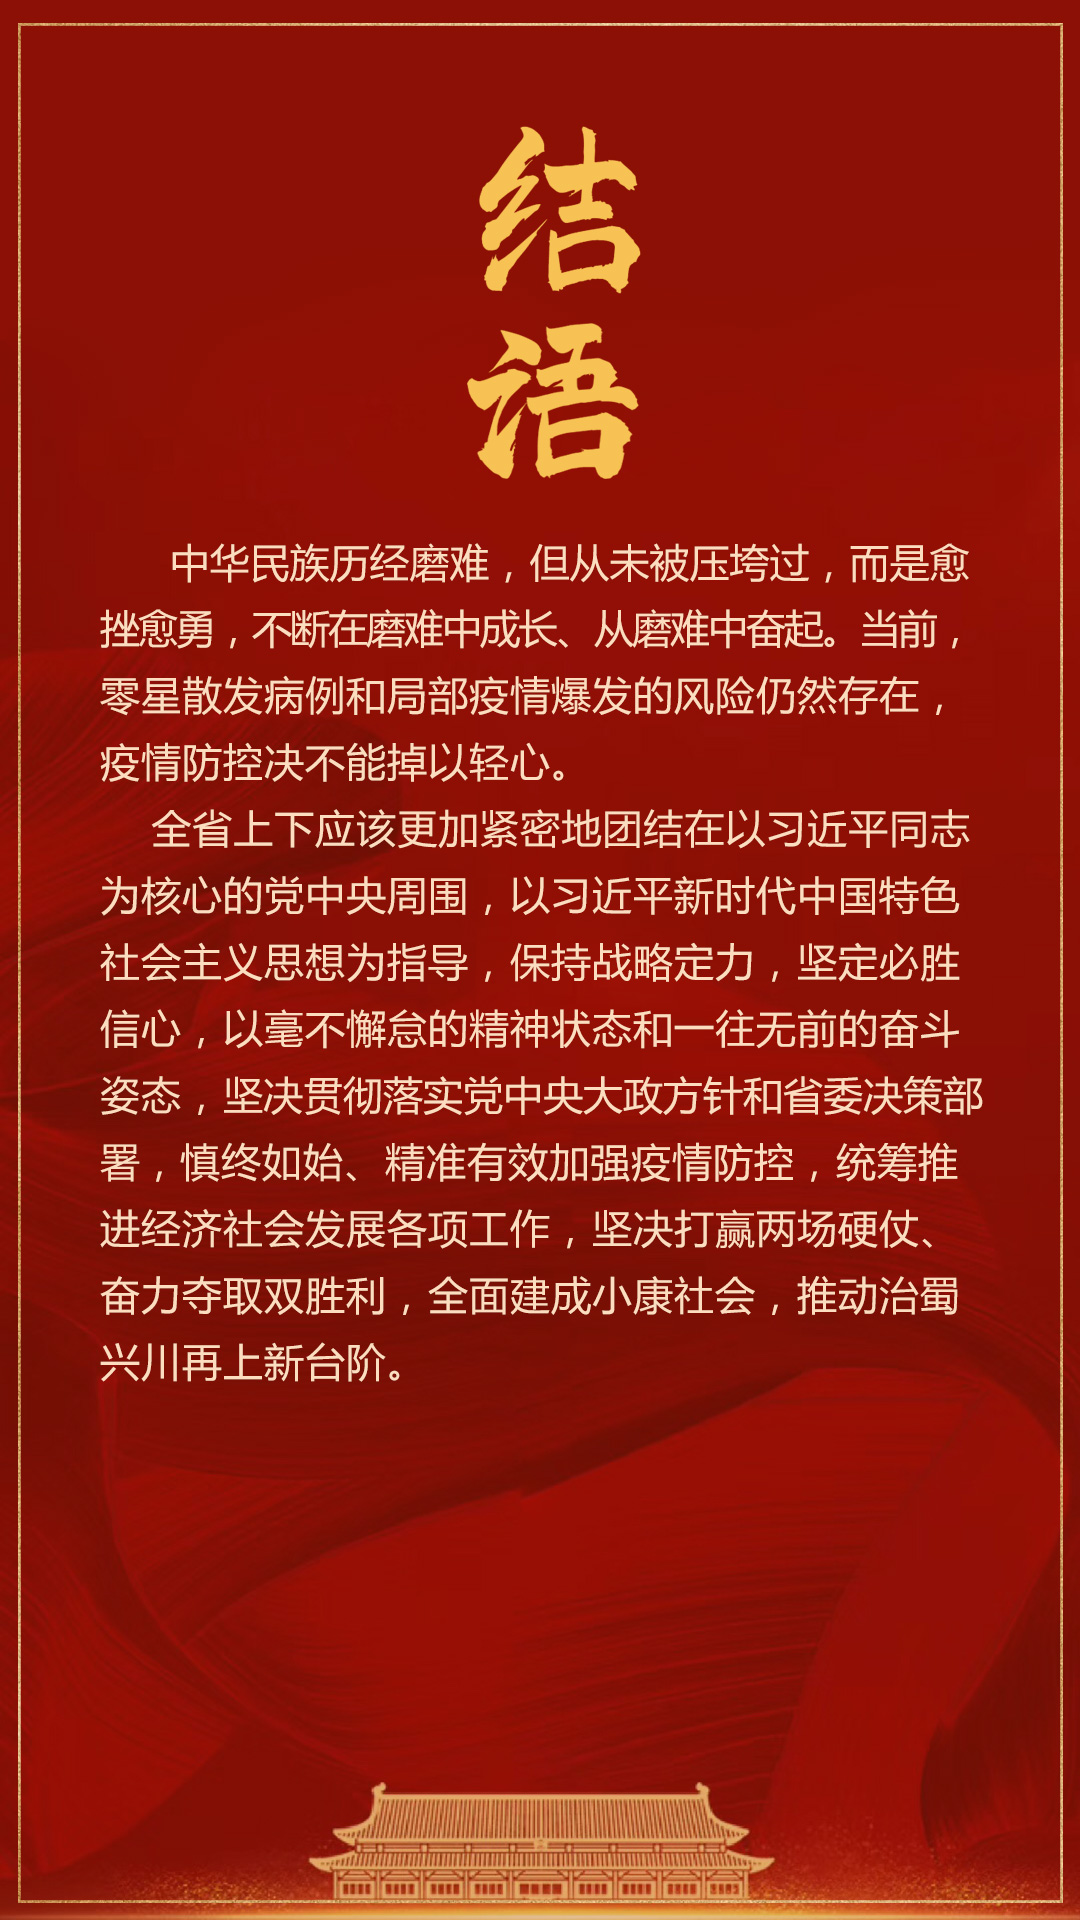 结
语
中华民族历经磨难，但从未被压垮过，而是愈
挫愈勇，不断在磨难中成长、从磨难中奋起。当前，
零星散发病例和局部疫情爆发的风险仍然存在，
疫情防控决不能掉以轻心。
全省上下应该更加紧密地团结在以习近平同志
为核心的党中央周围，以习近平新时代中国特色
社会主义思想为指导，保持战略定力，坚定必胜
信心，以毫不懈怠的精神状态和一往无前的奋斗
姿态，坚决贯彻落实党中央大政方针和省委决策部
署，慎终如始、精准有效加强疫情防控，统筹推
进经济社会发展各项工作，坚决打赢两场硬仗、
奋力夺取双胜利，全面建成小康社会，推动治蜀
兴川再上新台阶。